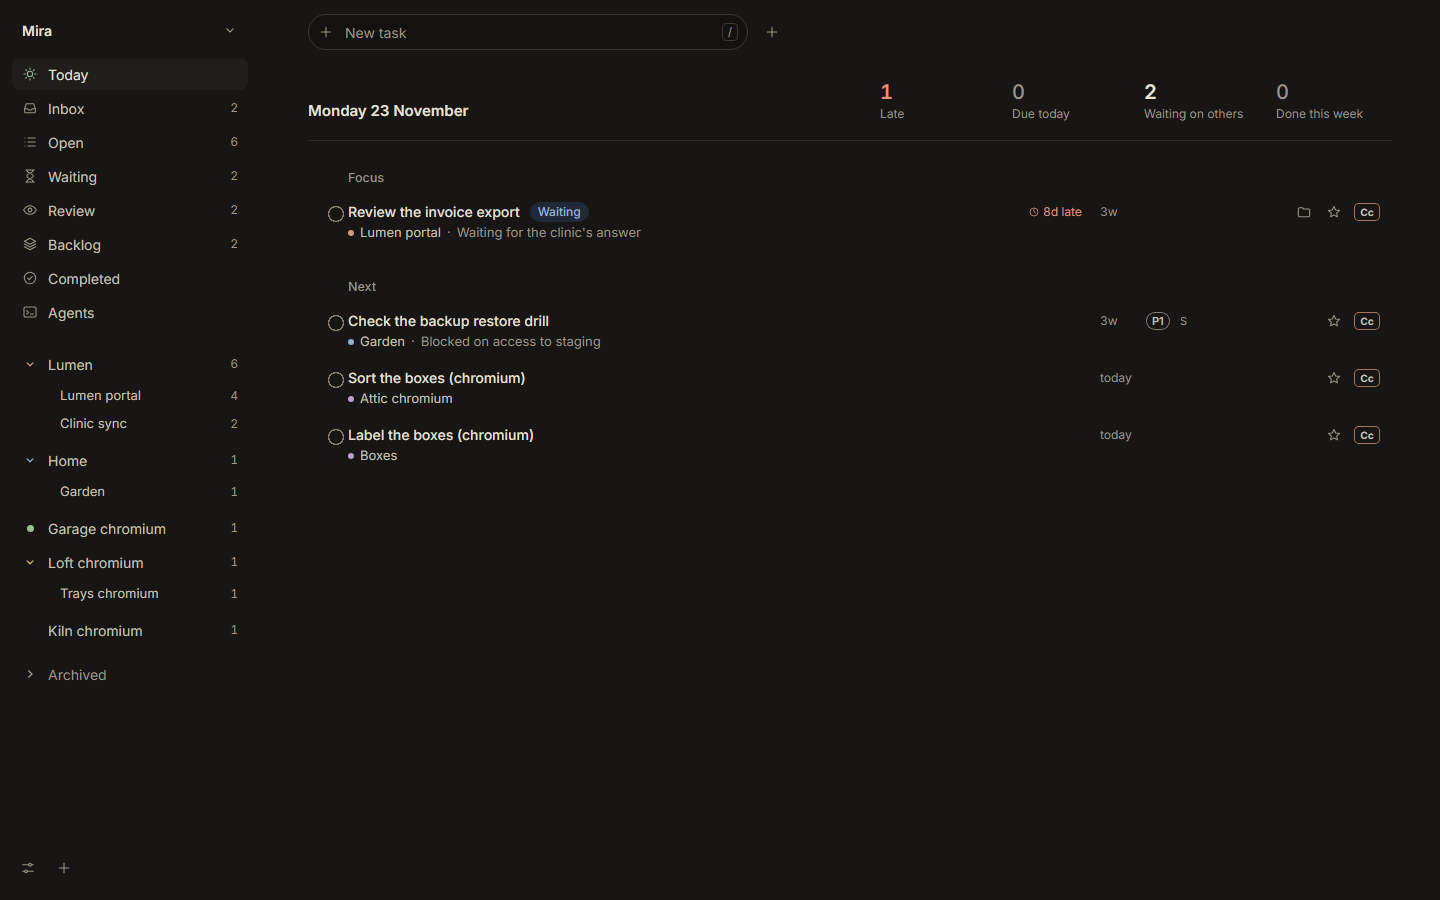 Mira
Today
Inbox 2
Open 6
Waiting 2
Review 2
Backlog 2
Completed
Agents
Lumen 6
Lumen portal 4
Clinic sync 2
Home 1
Garden 1
Garage chromium 1
Loft chromium 1
Trays chromium 1
Kiln chromium 1
Archived
New task /
Monday 23 November
1 Late
0 Due today
2 Waiting on others
0 Done this week
Focus
Review the invoice export Waiting 8d late 3w Cc
Lumen portal · Waiting for the clinic's answer
Next
Check the backup restore drill 3w P1 S Cc
Garden · Blocked on access to staging
Sort the boxes (chromium) today Cc
Attic chromium
Label the boxes (chromium) today Cc
Boxes